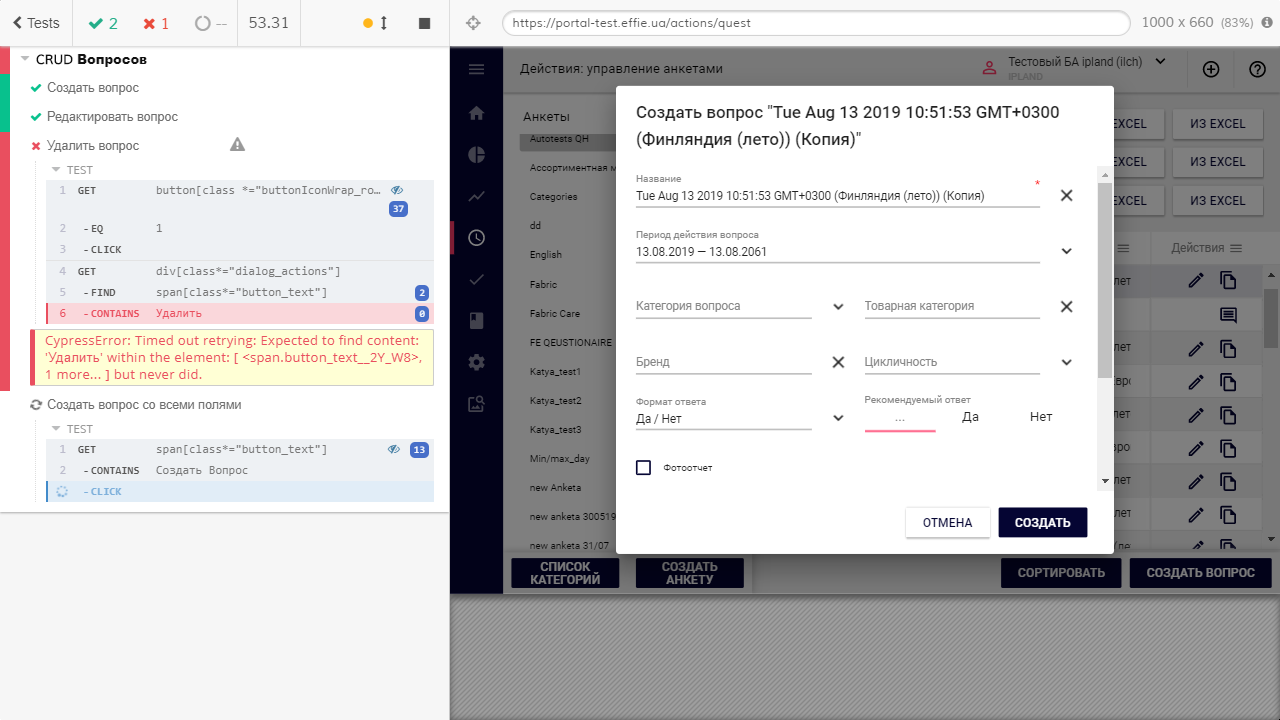 Tests
2
1
--
53.31
https://portal-test.effie.ua/actions/quest
1000 x 660 (83%)
CRUD Вопросов
Создать вопрос
Редактировать вопрос
Удалить вопрос
TEST
1 GET button[class *="buttonIconWrap_ro…
37
2 -EQ 1
3 -CLICK
4 GET div[class*="dialog_actions"]
5 -FIND span[class*="button_text"] 2
6 -CONTAINS Удалить 0
CypressError: Timed out retrying: Expected to find content:
'Удалить' within the element: [ <span.button_text__2Y_W8>,
1 more... ] but never did.
Создать вопрос со всеми полями
TEST
1 GET span[class*="button_text"] 13
2 -CONTAINS Создать Вопрос
-CLICK
Действия: управление анкетами
Тестовый БА ipland (ilch)
IPLAND
Анкеты
Autotests QH
Ассортиментная м
Categories
dd
English
Fabric
Fabric Care
FE QEUSTIONAIRE
Katya_test1
Katya_test2
Katya_test3
Min/max_day
new Anketa
new anketa 300519
new anketa 31/07
EXCEL ИЗ EXCEL
EXCEL ИЗ EXCEL
EXCEL ИЗ EXCEL
Действия
Создать вопрос "Tue Aug 13 2019 10:51:53 GMT+0300
(Финляндия (лето)) (Копия)"
Название *
Tue Aug 13 2019 10:51:53 GMT+0300 (Финляндия (лето)) (Копия)
Период действия вопроса
13.08.2019 — 13.08.2061
Категория вопроса Товарная категория
Бренд Цикличность
Формат ответа Рекомендуемый ответ
Да / Нет ... Да Нет
Фотоотчет
ОТМЕНА СОЗДАТЬ
СПИСОК КАТЕГОРИЙ
СОЗДАТЬ АНКЕТУ
СОРТИРОВАТЬ СОЗДАТЬ ВОПРОС